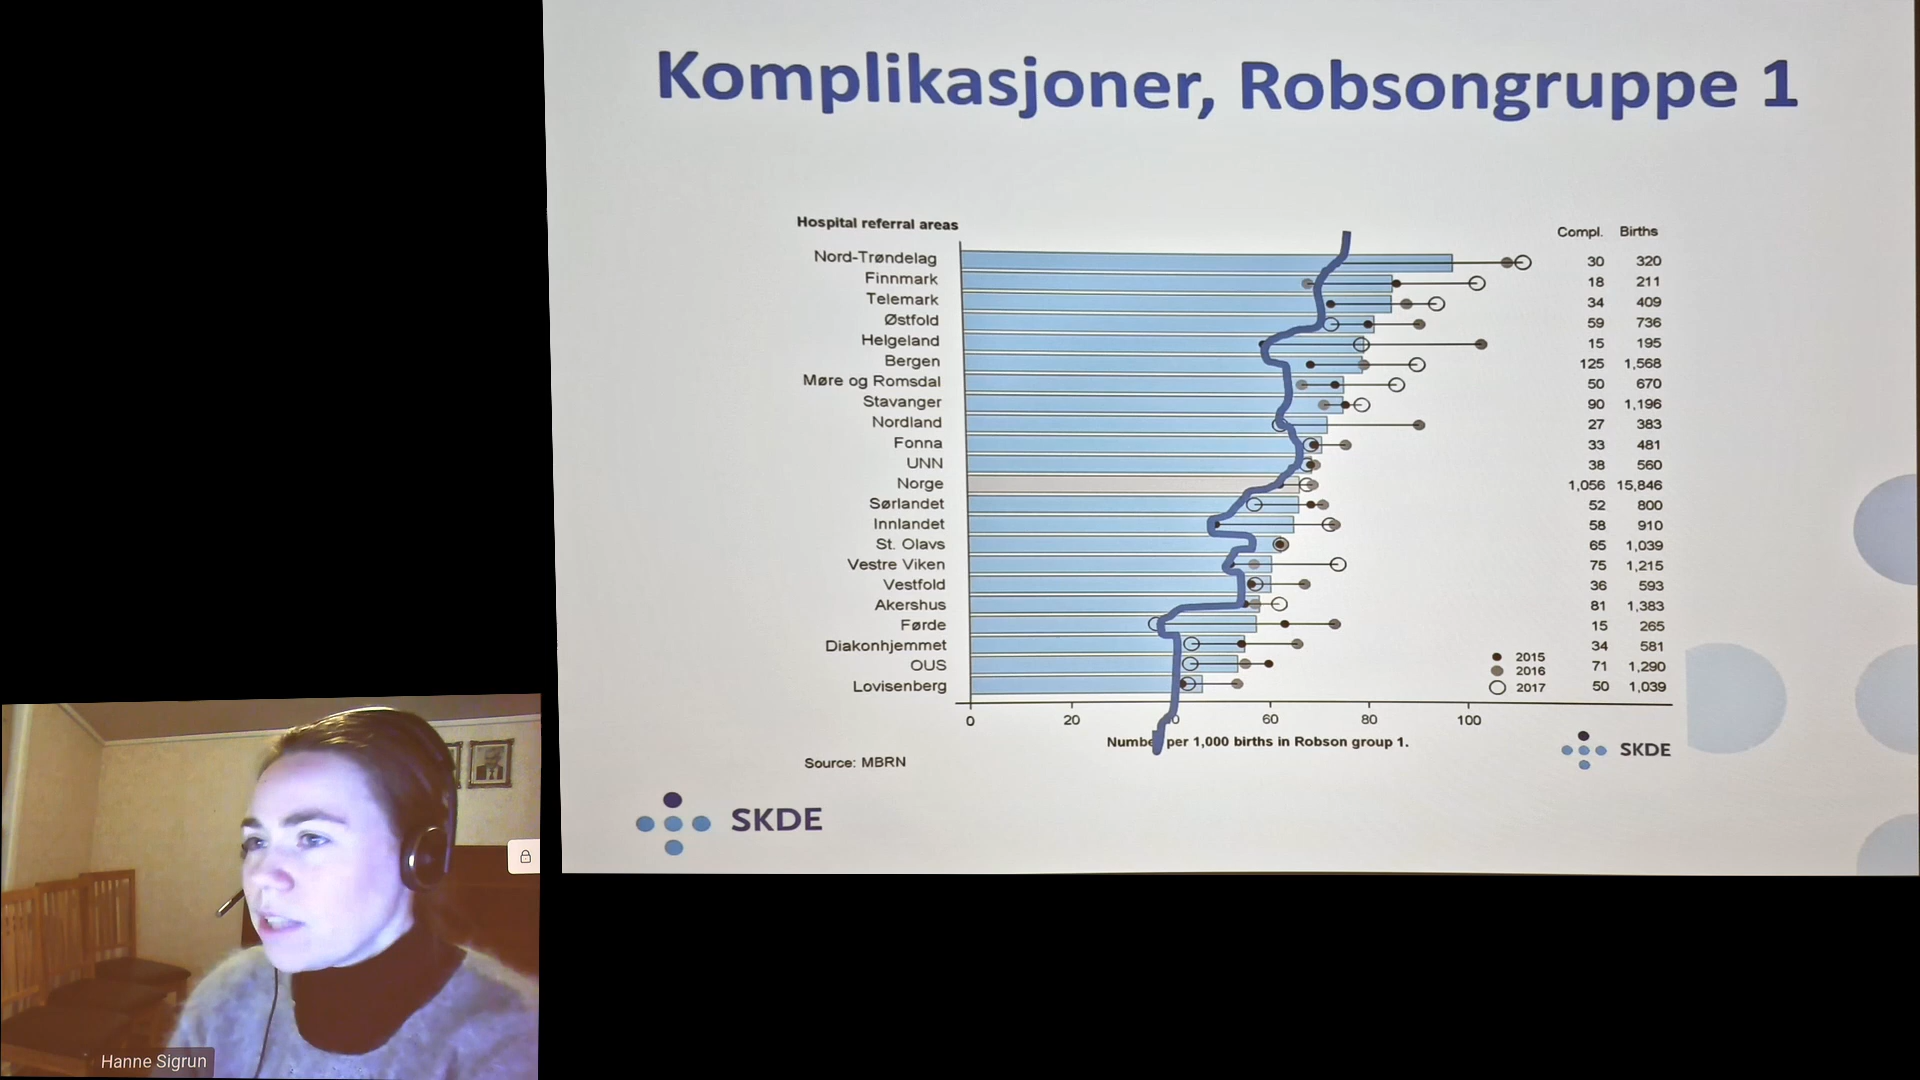 Komplikasjoner, Robsongruppe 1
Hospital referral areas Compl. Births
Nord-Trøndelag 30 320
Finnmark 18 211
Telemark 34 409
Østfold 59 736
Helgeland 15 195
Bergen 125 1,568
Møre og Romsdal 50 670
Stavanger 90 1,196
Nordland 27 383
Fonna 33 481
UNN 38 560
Norge 1,056 15,846
Sørlandet 52 800
Innlandet 58 910
St. Olavs 65 1,039
Vestre Viken 75 1,215
Vestfold 36 593
Akershus 81 1,383
Førde 15 265
Diakonhjemmet 34 581
OUS 71 1,290
Lovisenberg 50 1,039
2015
2016
2017
0 20 60 80 100
per 1,000 births in Robson group 1.
Source: MBRN
SKDE
SKDE
Hanne Sigrun